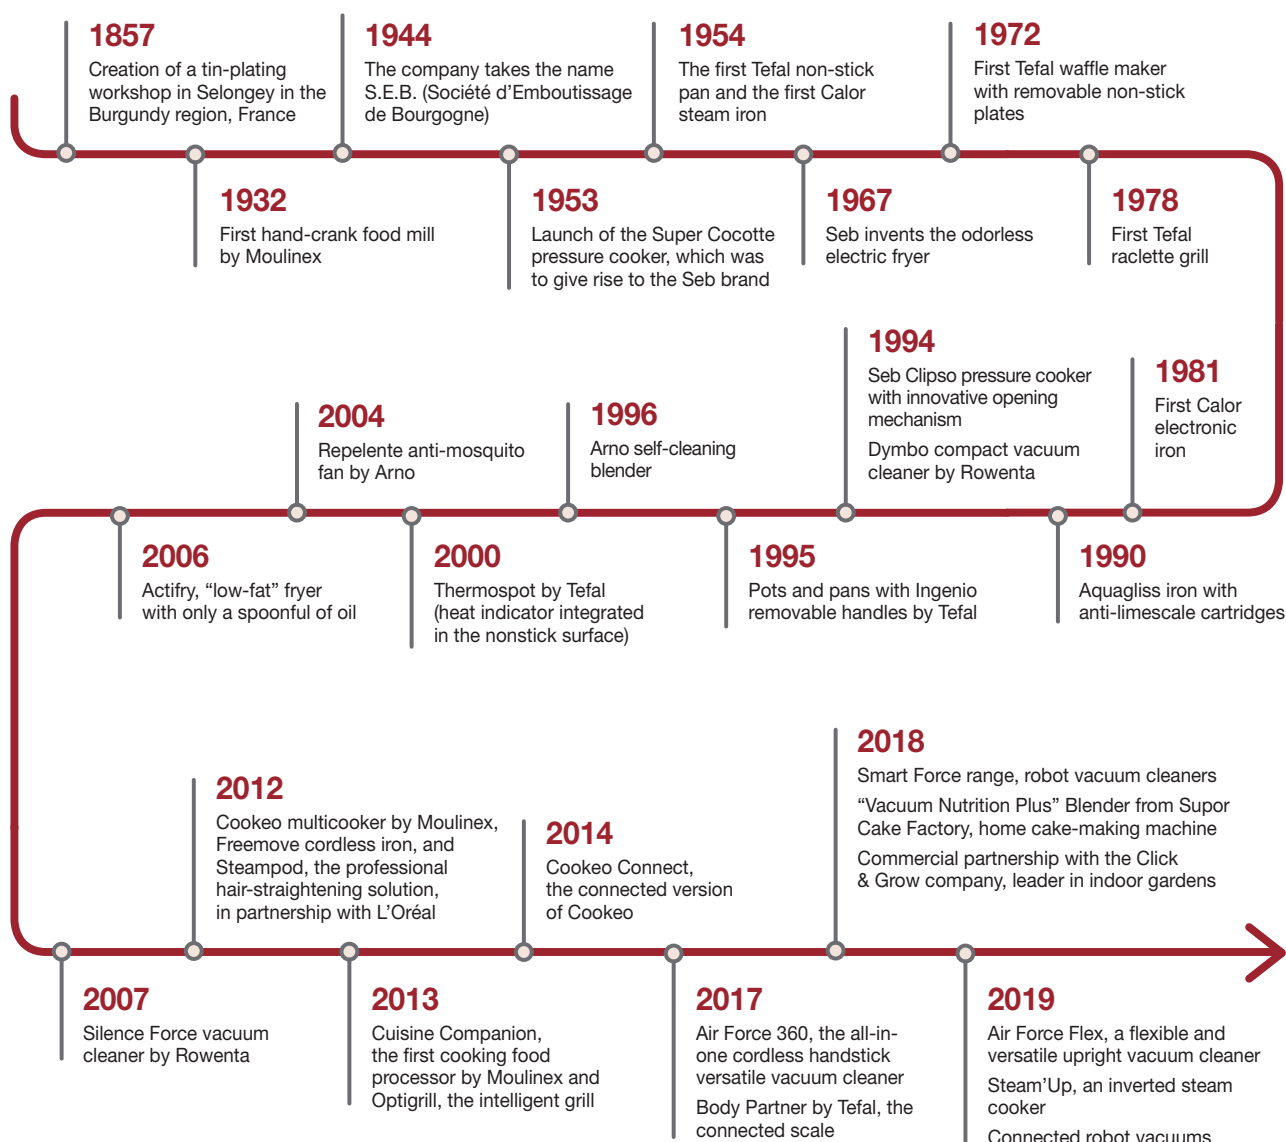 1857
Creation of a tin-plating
workshop in Selongey in the
Burgundy region, France
1932
First hand-crank food mill
by Moulinex
1944
The company takes the name
S.E.B. (Société d’Emboutissage
de Bourgogne)
1953
Launch of the Super Cocotte
pressure cooker, which was
to give rise to the Seb brand
1954
The first Tefal non-stick
pan and the first Calor
steam iron
1967
Seb invents the odorless
electric fryer
1972
First Tefal waffle maker
with removable non-stick
plates
1978
First Tefal
raclette grill
1981
First Calor
electronic
iron
1990
Aquagliss iron with
anti-limescale cartridges
1994
Seb Clipso pressure cooker
with innovative opening
mechanism
Dymbo compact vacuum
cleaner by Rowenta
1995
Pots and pans with Ingenio
removable handles by Tefal
1996
Arno self-cleaning
blender
2000
Thermospot by Tefal
(heat indicator integrated
in the nonstick surface)
2004
Repelente anti-mosquito
fan by Arno
2006
Actifry, “low-fat” fryer
with only a spoonful of oil
2007
Silence Force vacuum
cleaner by Rowenta
2012
Cookeo multicooker by Moulinex,
Freemove cordless iron, and
Steampod, the professional
hair-straightening solution,
in partnership with L’Oréal
2013
Cuisine Companion,
the first cooking food
processor by Moulinex and
Optigrill, the intelligent grill
2014
Cookeo Connect,
the connected version
of Cookeo
2017
Air Force 360, the all-in-
one cordless handstick
versatile vacuum cleaner
Body Partner by Tefal, the
connected scale
2018
Smart Force range, robot vacuum cleaners
“Vacuum Nutrition Plus” Blender from Supor
Cake Factory, home cake-making machine
Commercial partnership with the Click
& Grow company, leader in indoor gardens
2019
Air Force Flex, a flexible and
versatile upright vacuum cleaner
Steam’Up, an inverted steam
cooker
Connected robot vacuums